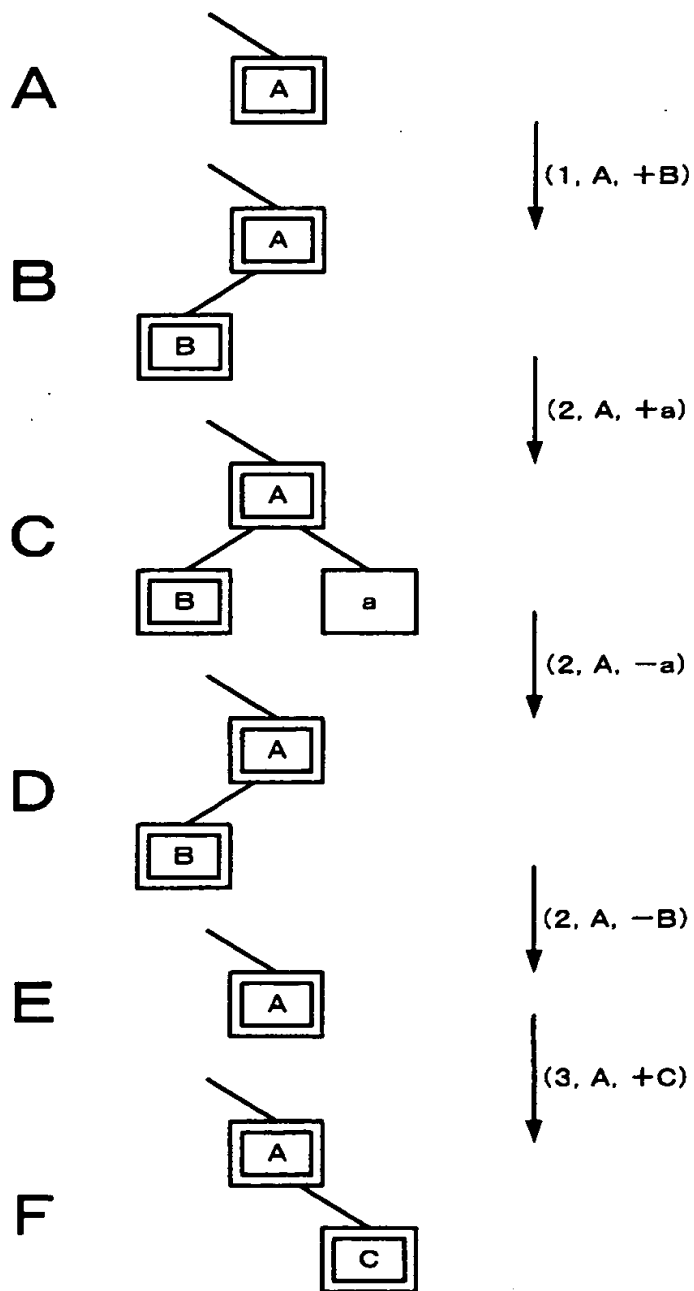 A
A
(1, A, +B)
A
B
B
(2, A, +a)
A
C
B a
(2, A, −a)
A
D
B
(2, A, −B)
A
E
(3, A, +C)
A
F
C